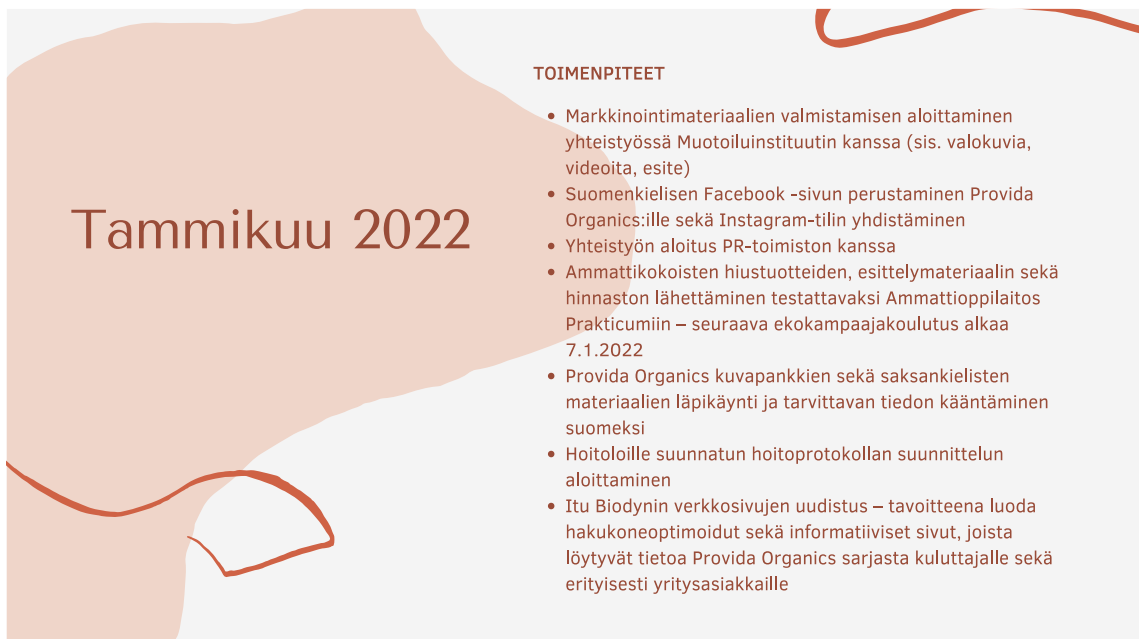 Tammikuu 2022
TOIMENPITEET
• Markkinointimateriaalien valmistamisen aloittaminen
yhteistyössä Muotoiluinstituutin kanssa (sis. valokuvia,
videoita, esite)
• Suomenkielisen Facebook -sivun perustaminen Provida
Organics:ille sekä Instagram-tilin yhdistäminen
• Yhteistyön aloitus PR-toimiston kanssa
• Ammattikokoisten hiustuotteiden, esittelymateriaalin sekä
hinnaston lähettäminen testattavaksi Ammattioppilaitos
Prakticumiin – seuraava ekokampaajakoulutus alkaa
7.1.2022
• Provida Organics kuvapankkien sekä saksankielisten
materiaalien läpikäynti ja tarvittavan tiedon kääntäminen
suomeksi
• Hoitoloille suunnatun hoitoprotokollan suunnittelun
aloittaminen
• Itu Biodynin verkkosivujen uudistus – tavoitteena luoda
hakukoneoptimoidut sekä informatiiviset sivut, joista
löytyvät tietoa Provida Organics sarjasta kuluttajalle sekä
erityisesti yritysasiakkaille